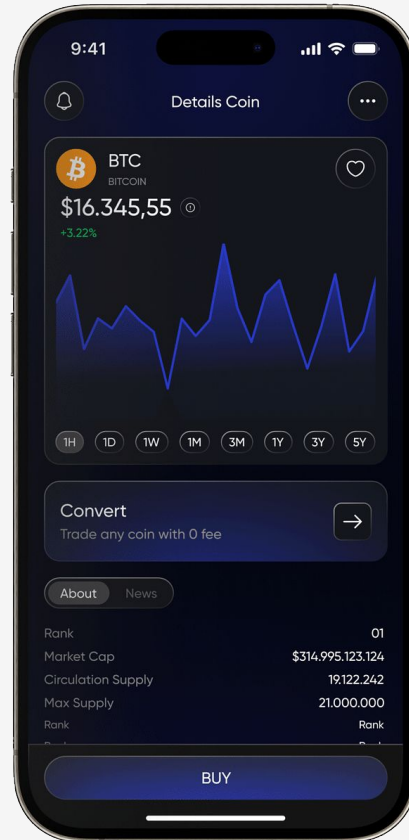 9:41
Details Coin
BTC
BITCOIN
$16.345,55
+3.22%
1H 1D 1W 1M 3M 1Y 3Y 5Y
Convert
Trade any coin with 0 fee
About News
Rank 01
Market Cap $314.995.123.124
Circulation Supply 19.122.242
Max Supply 21.000.000
Rank Rank
BUY